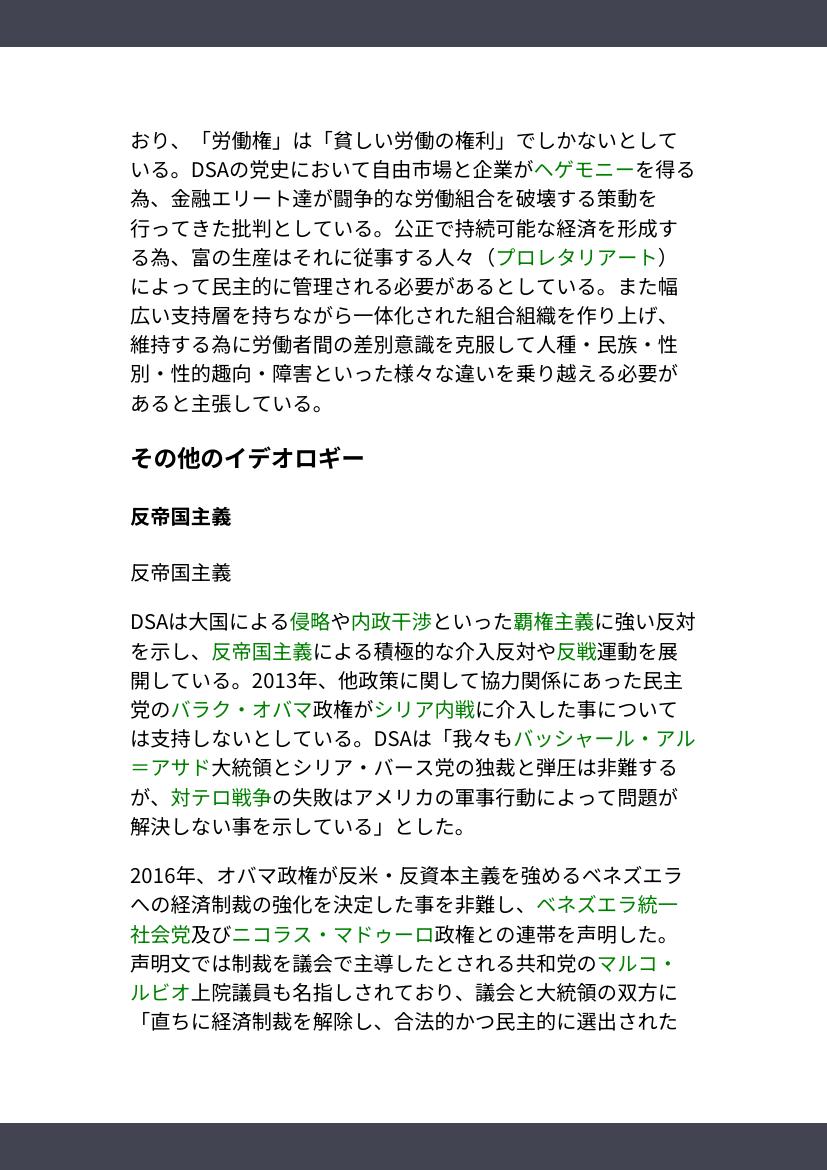 おり、「労働権」は「貧しい労働の権利」でしかないとして
いる。DSAの党史において自由市場と企業がヘゲモニーを得る
為、金融エリート達が闘争的な労働組合を破壊する策動を
行ってきた批判としている。公正で持続可能な経済を形成す
る為、富の生産はそれに従事する人々（プロレタリアート）
によって民主的に管理される必要があるとしている。また幅
広い支持層を持ちながら一体化された組合組織を作り上げ、
維持する為に労働者間の差別意識を克服して人種・民族・性
別・性的趣向・障害といった様々な違いを乗り越える必要が
あると主張している。
その他のイデオロギー
反帝国主義
反帝国主義
DSAは大国による侵略や内政干渉といった覇権主義に強い反対
を示し、反帝国主義による積極的な介入反対や反戦運動を展
開している。2013年、他政策に関して協力関係にあった民主
党のバラク・オバマ政権がシリア内戦に介入した事について
は支持しないとしている。DSAは「我々もバッシャール・アル
＝アサド大統領とシリア・バース党の独裁と弾圧は非難する
が、対テロ戦争の失敗はアメリカの軍事行動によって問題が
解決しない事を示している」とした。
2016年、オバマ政権が反米・反資本主義を強めるベネズエラ
への経済制裁の強化を決定した事を非難し、ベネズエラ統一
社会党及びニコラス・マドゥーロ政権との連帯を声明した。
声明文では制裁を議会で主導したとされる共和党のマルコ・
ルビオ上院議員も名指しされており、議会と大統領の双方に
「直ちに経済制裁を解除し、合法的かつ民主的に選出された